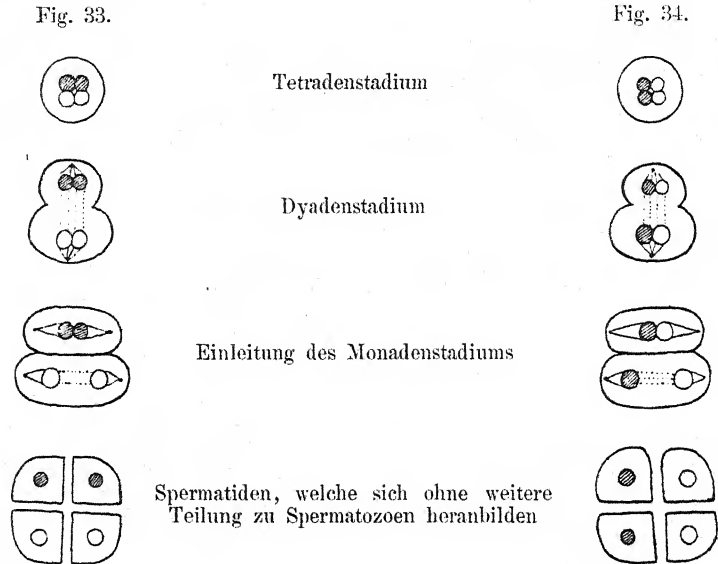 Fig. 33.
Fig. 34.
Tetradenstadium
Dyadenstadium
Einleitung des Monadenstadiums
Spermatiden, welche sich ohne weitere
Teilung zu Spermatozoen heranbilden